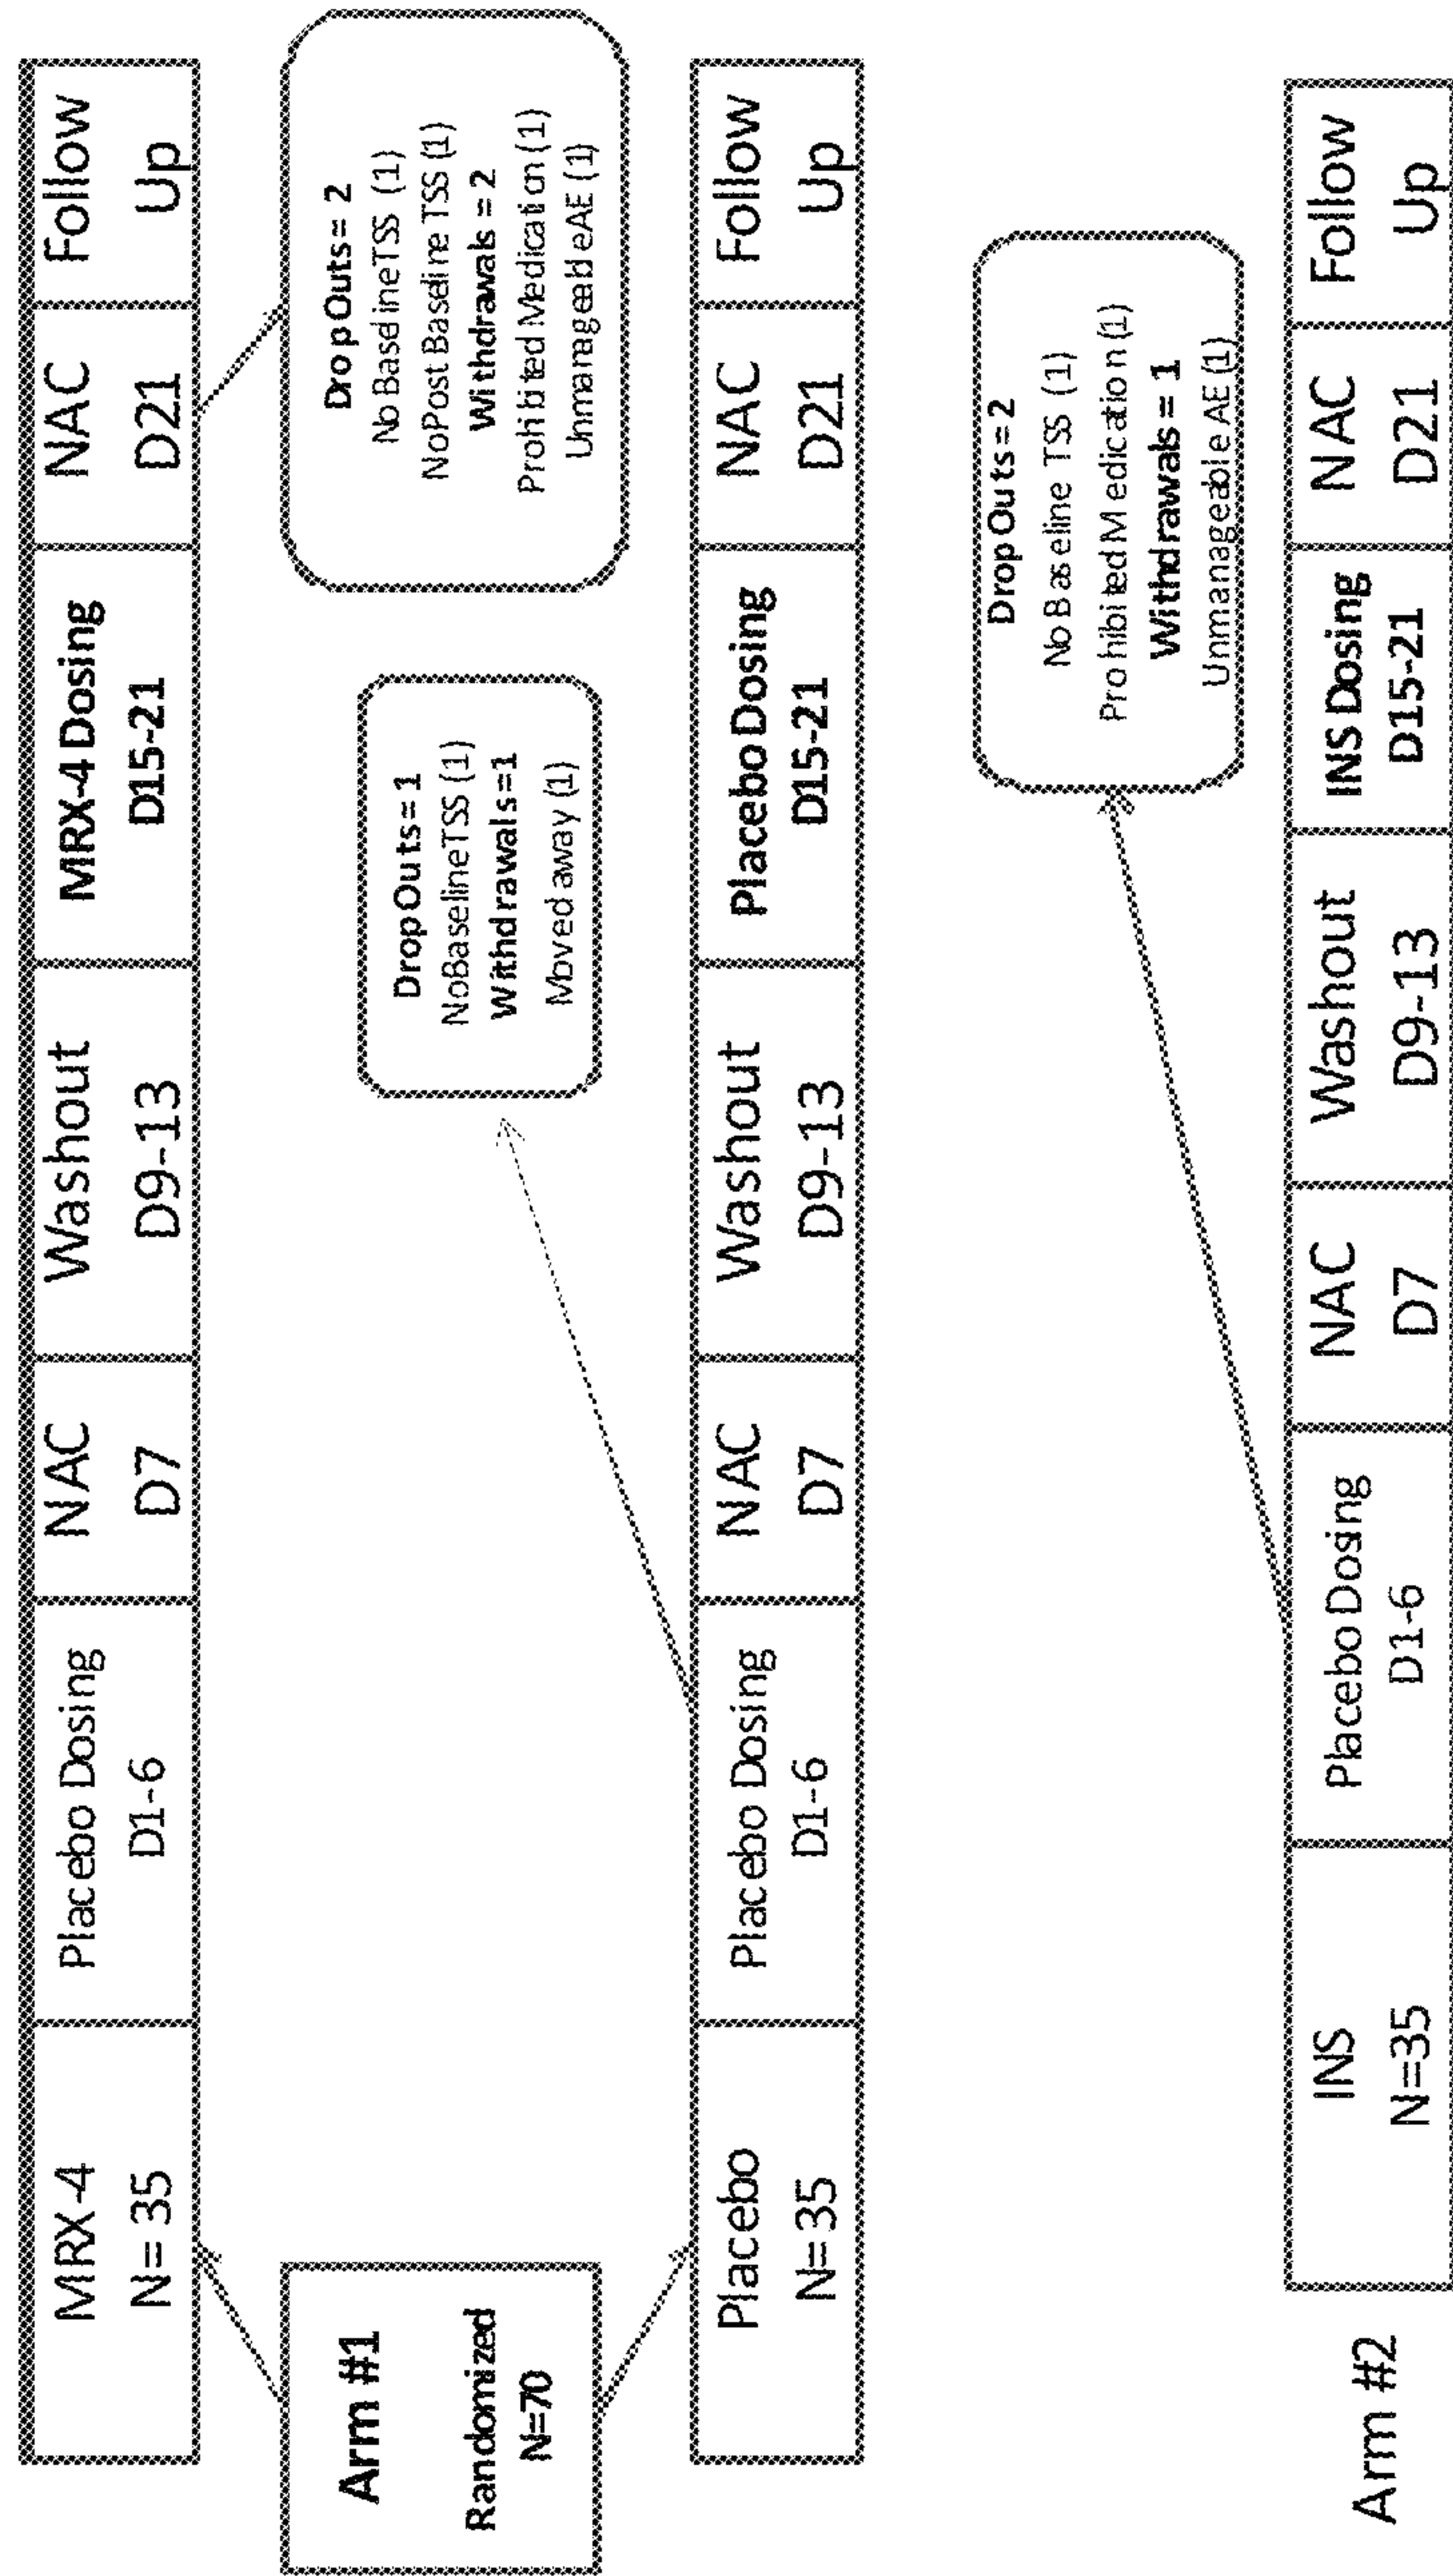 MRX-4
N= 35
Placebo Dosing
D1-6
NAC
D7
Washout
D9-13
MRX-4 Dosing
D15-21
NAC
D21
Follow
Up
Arm #1
Randomized
N=70
Drop Outs= 1
No Baseline TSS (1)
Withdrawals=1
Moved away (1)
Drop Outs= 2
No Baseline TSS (1)
No Post Baseline TSS (1)
Withdrawals = 2
Prohibited Medication (1)
Unmanageable AE (1)
Placebo
N= 35
Placebo Dosing
D1-6
NAC
D7
Washout
D9-13
Placebo Dosing
D15-21
NAC
D21
Follow
Up
Drop Outs= 2
No Baseline TSS (1)
Prohibited Medication (1)
Withdrawals = 1
Unmanageable AE (1)
Arm #2
INS
N=35
Placebo Dosing
D1-6
NAC
D7
Washout
D9-13
INS Dosing
D15-21
NAC
D21
Follow
Up